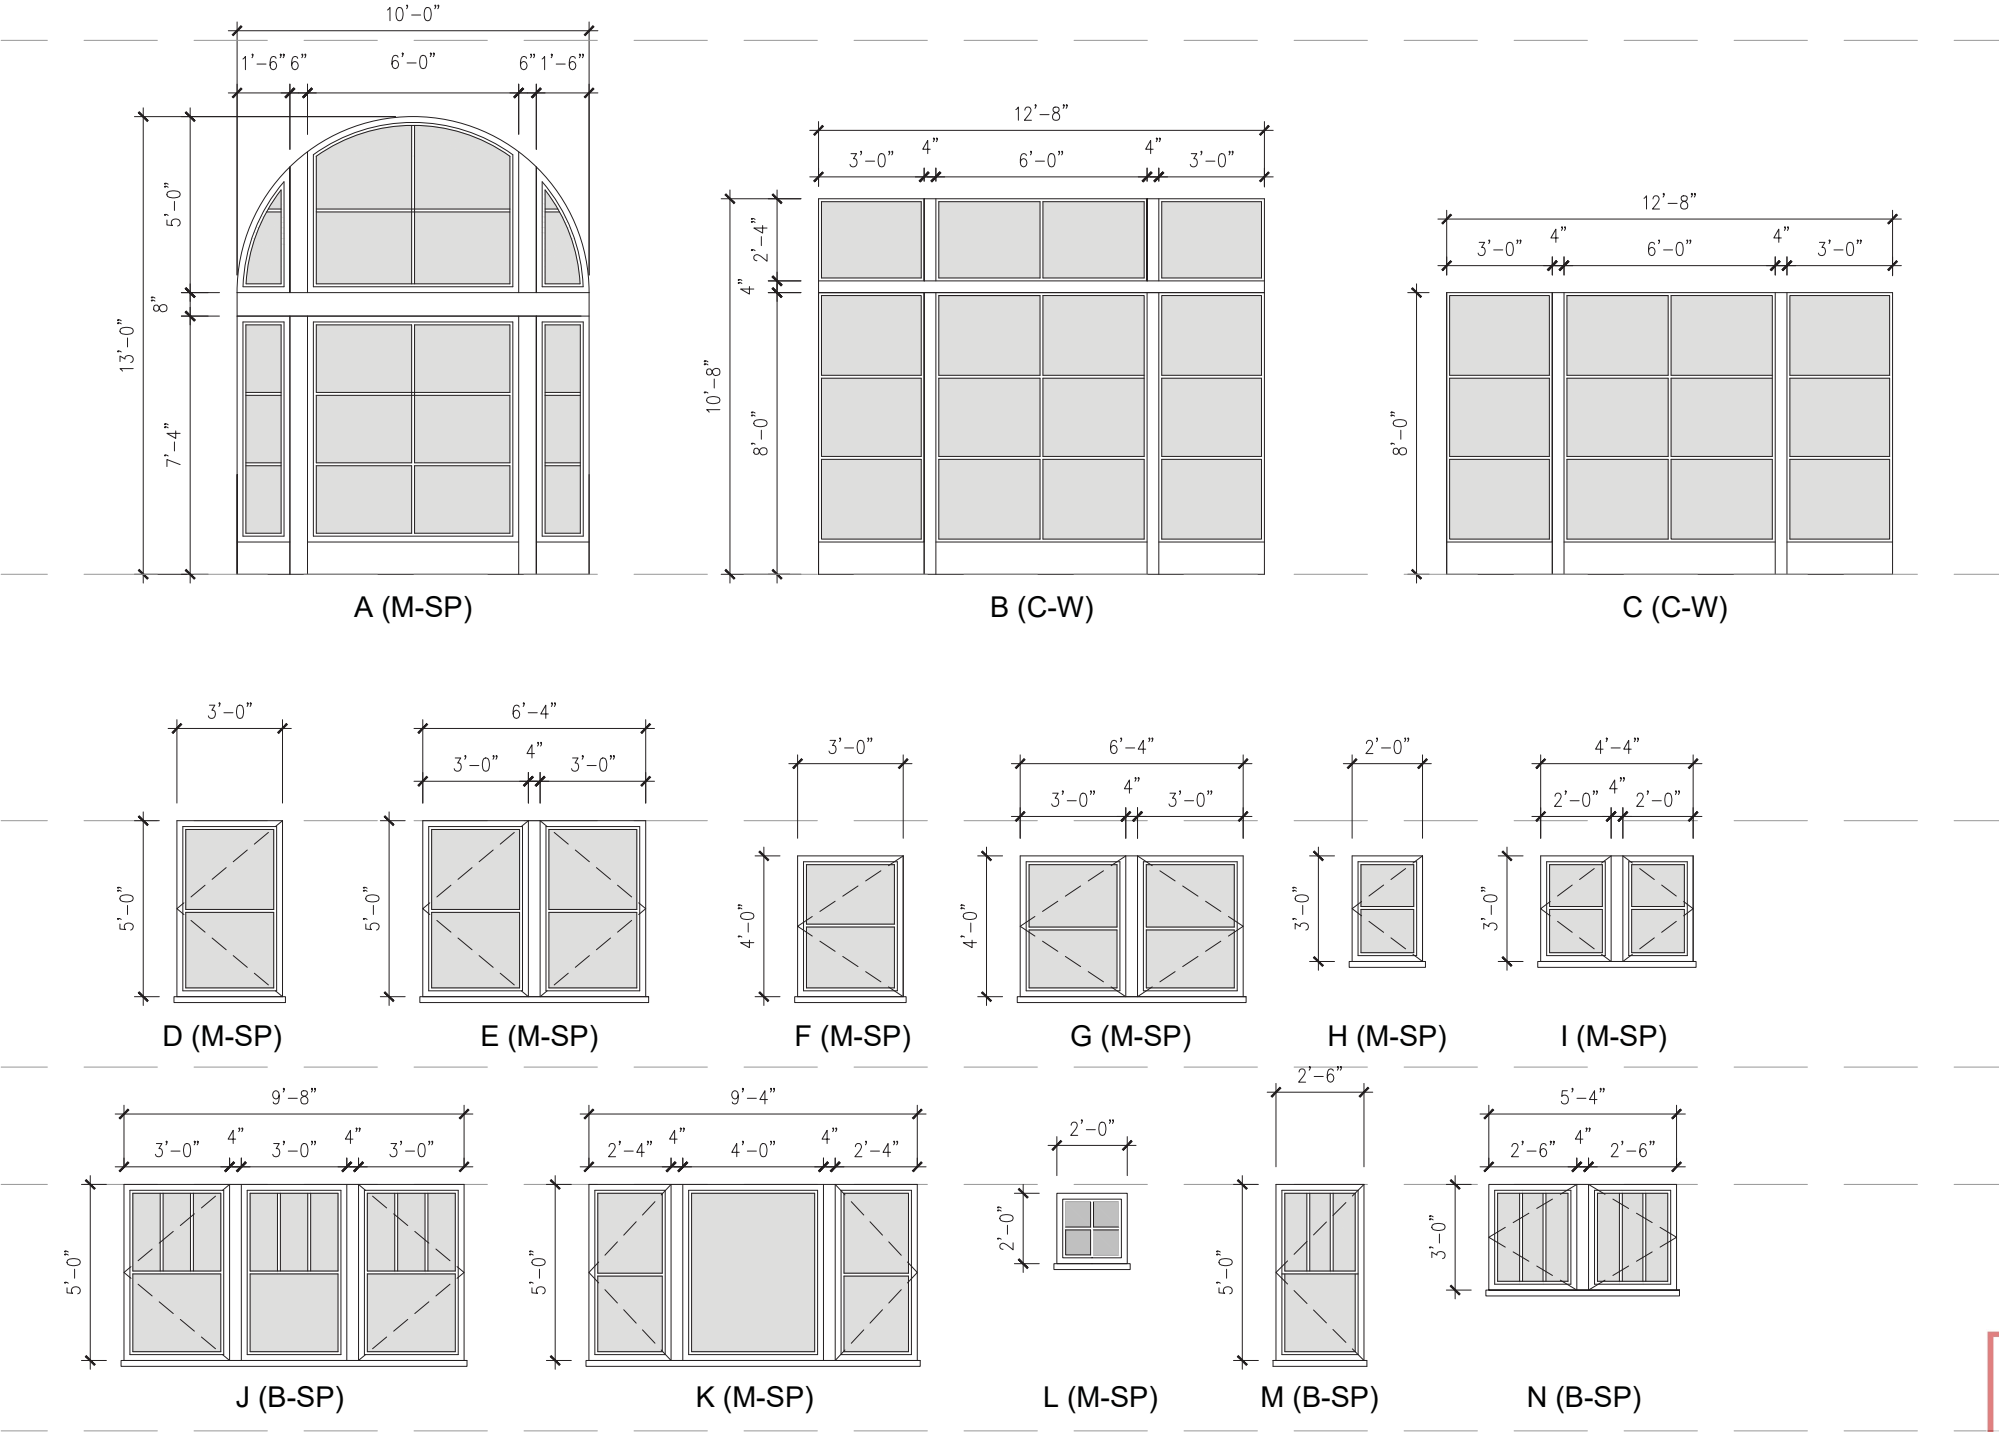 10'-0"
1'-6" 6" 6'-0" 6" 1'-6"
5'-0"
8"
13'-0"
7'-4"
A (M-SP)
12'-8"
3'-0" 4" 6'-0" 4" 3'-0"
2'-4"
4"
10'-8"
8'-0"
B (C-W)
12'-8"
3'-0" 4" 6'-0" 4" 3'-0"
8'-0"
C (C-W)
3'-0"
5'-0"
D (M-SP)
6'-4"
3'-0" 4" 3'-0"
5'-0"
E (M-SP)
3'-0"
4'-0"
F (M-SP)
6'-4"
3'-0" 4" 3'-0"
4'-0"
G (M-SP)
2'-0"
3'-0"
H (M-SP)
4'-4"
2'-0" 4" 2'-0"
3'-0"
I (M-SP)
9'-8"
3'-0" 4" 3'-0" 4" 3'-0"
5'-0"
J (B-SP)
9'-4"
2'-4" 4" 4'-0" 4" 2'-4"
5'-0"
K (M-SP)
2'-0"
2'-0"
L (M-SP)
2'-6"
5'-0"
M (B-SP)
5'-4"
2'-6" 4" 2'-6"
3'-0"
N (B-SP)